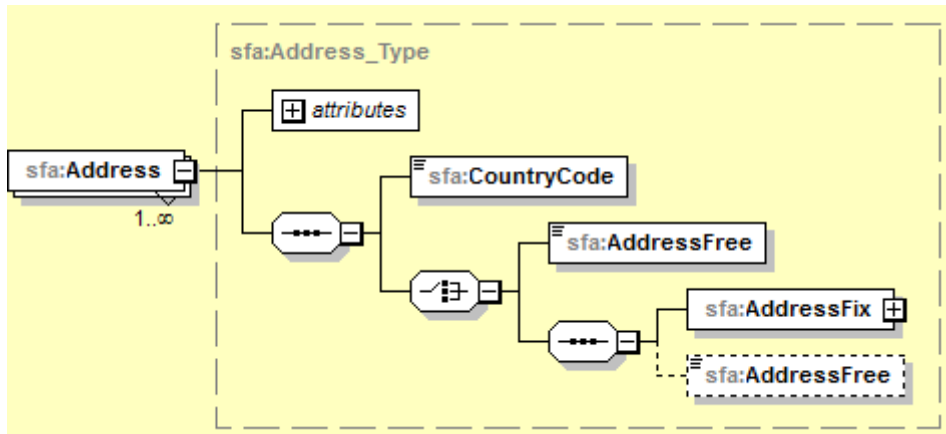 sfa:Address_Type
attributes
sfa:Address
1..∞
sfa:CountryCode
sfa:AddressFree
sfa:AddressFix
sfa:AddressFree